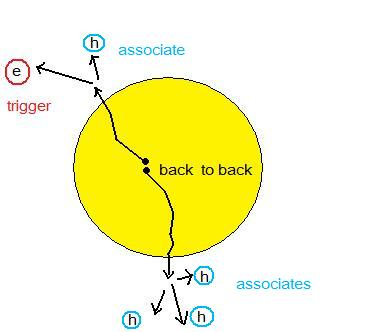 h
associate
e
trigger
back to back
h
associates
h
h